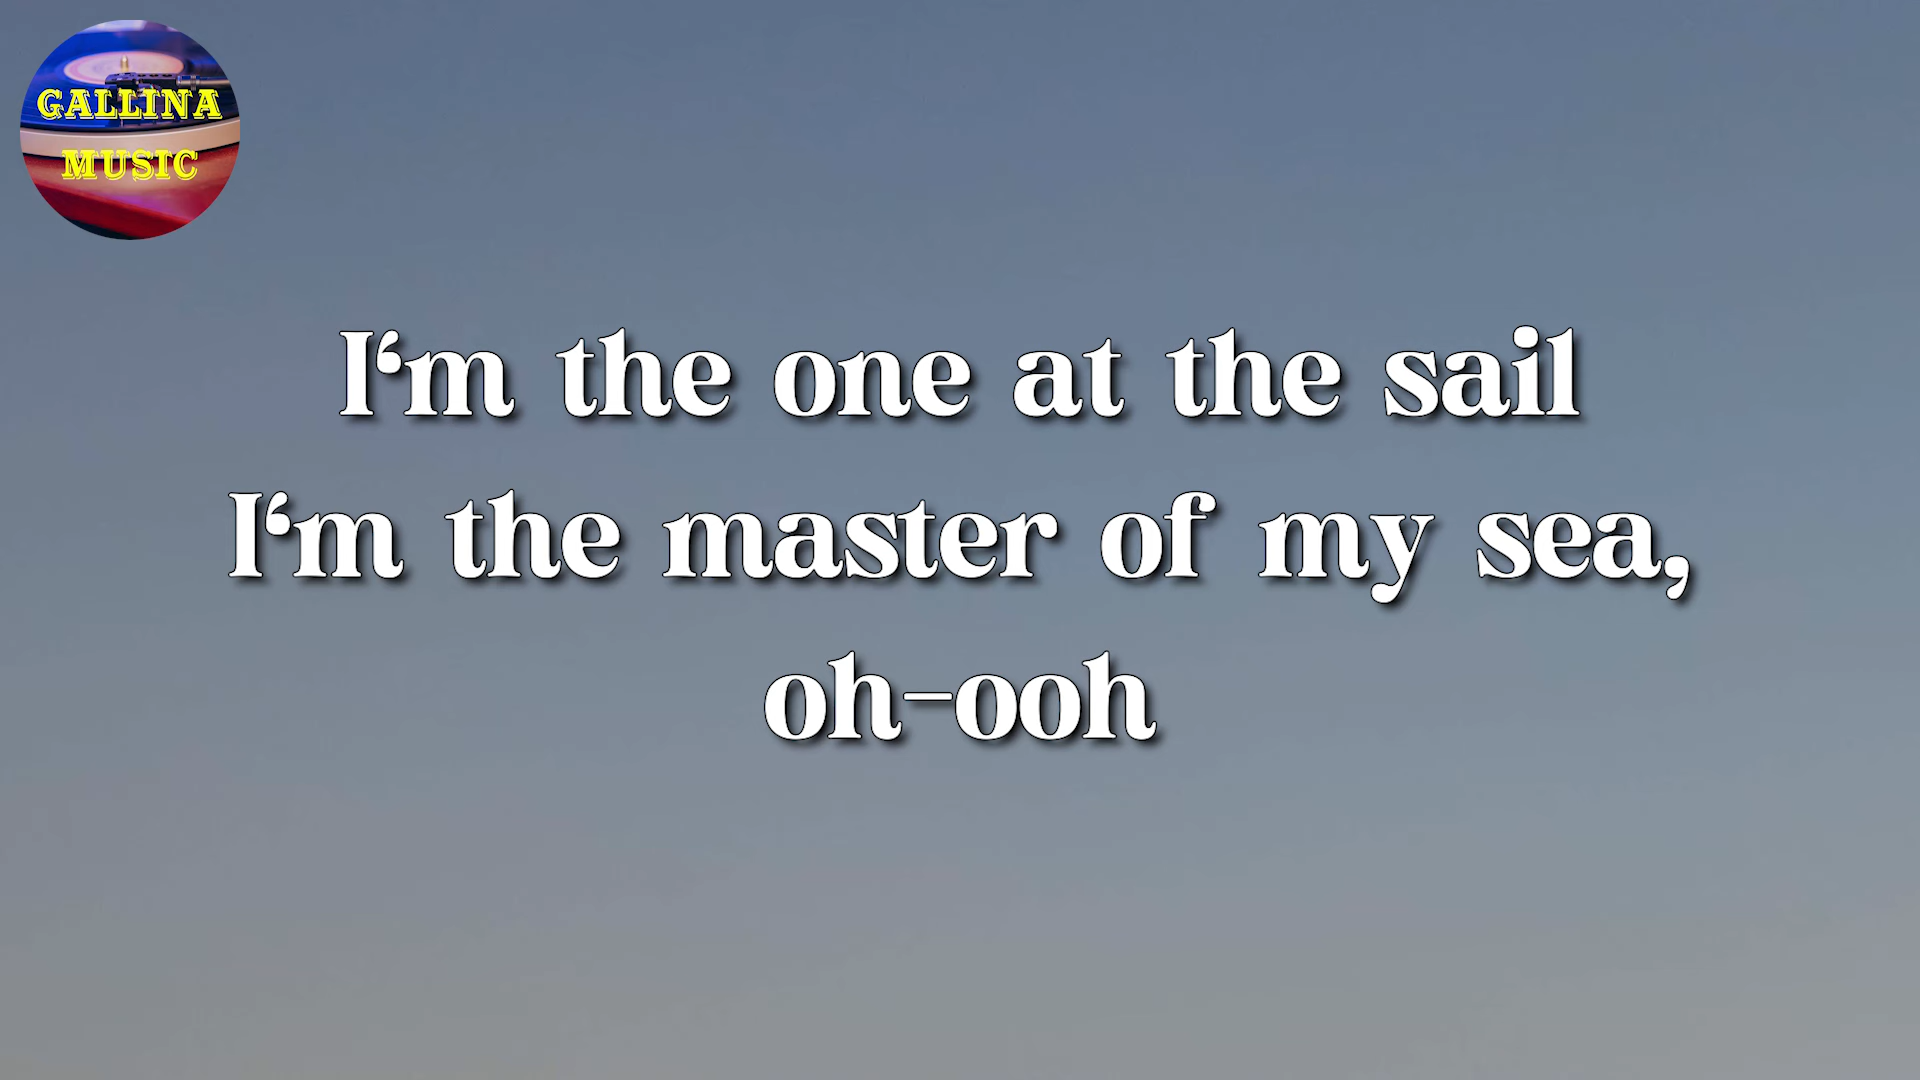 GALLINA
MUSIC
I‘m the one at the sail
I‘m the master of my sea,
oh-ooh